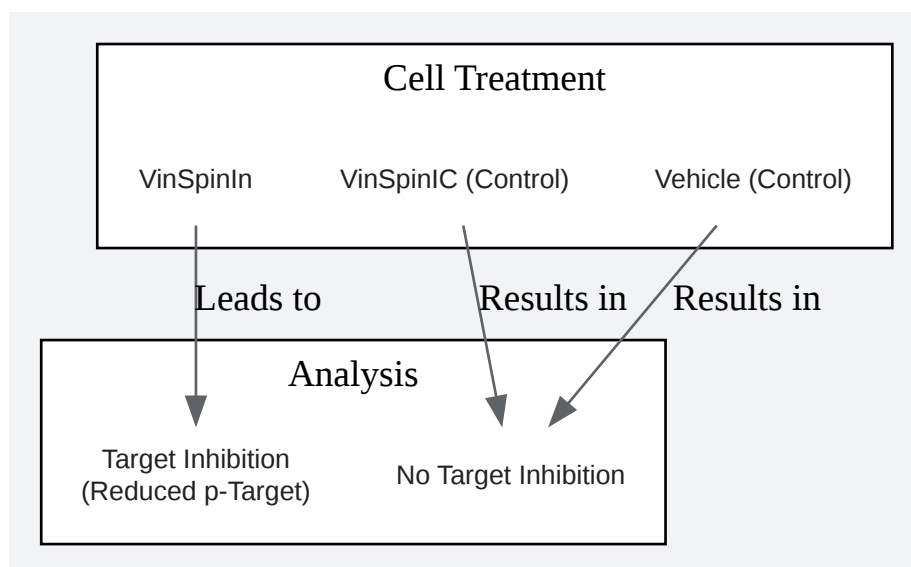 Cell Treatment
VinSpinIn
VinSpinIC (Control)
Vehicle (Control)
Leads to
Results in
Results in
Analysis
Target Inhibition
(Reduced p-Target)
No Target Inhibition